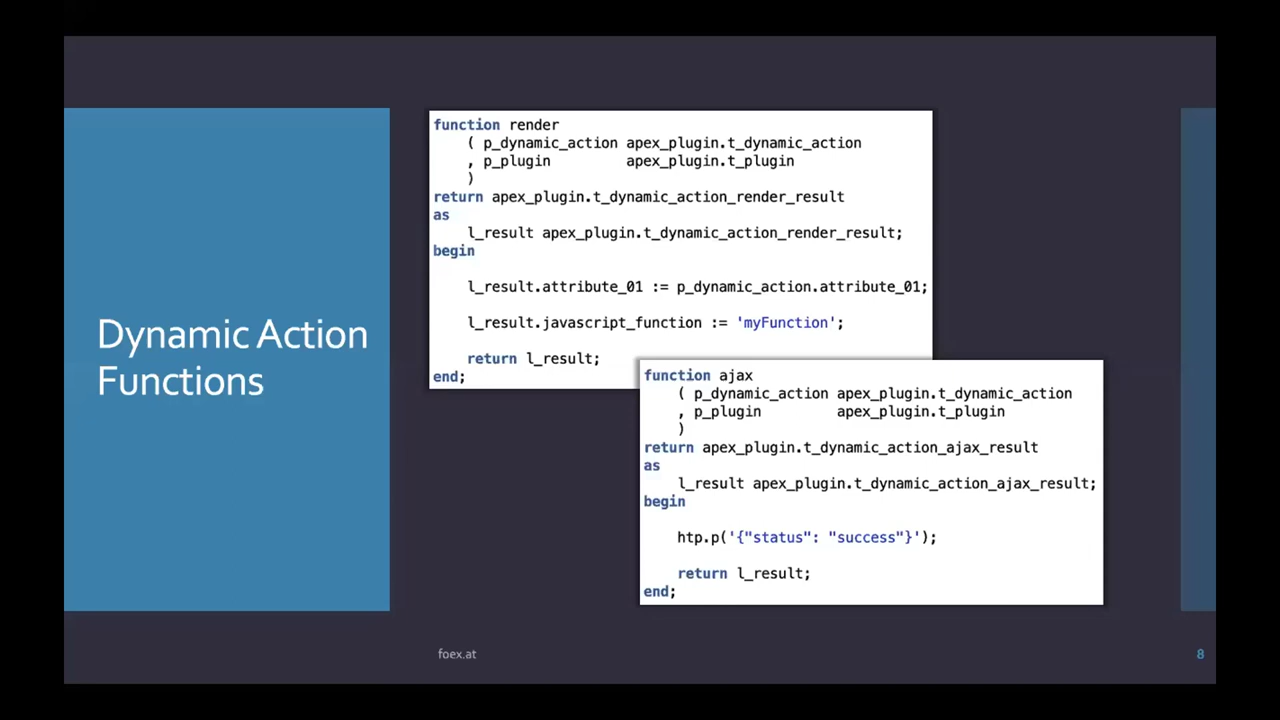 Dynamic Action
Functions
function render
( p_dynamic_action apex_plugin.t_dynamic_action
, p_plugin apex_plugin.t_plugin
)
return apex_plugin.t_dynamic_action_render_result
as
l_result apex_plugin.t_dynamic_action_render_result;
begin
l_result.attribute_01 := p_dynamic_action.attribute_01;
l_result.javascript_function := 'myFunction';
return l_result;
end;
function ajax
( p_dynamic_action apex_plugin.t_dynamic_action
, p_plugin apex_plugin.t_plugin
)
return apex_plugin.t_dynamic_action_ajax_result
as
l_result apex_plugin.t_dynamic_action_ajax_result;
begin
htp.p('{"status": "success"}');
return l_result;
end;
foex.at
8